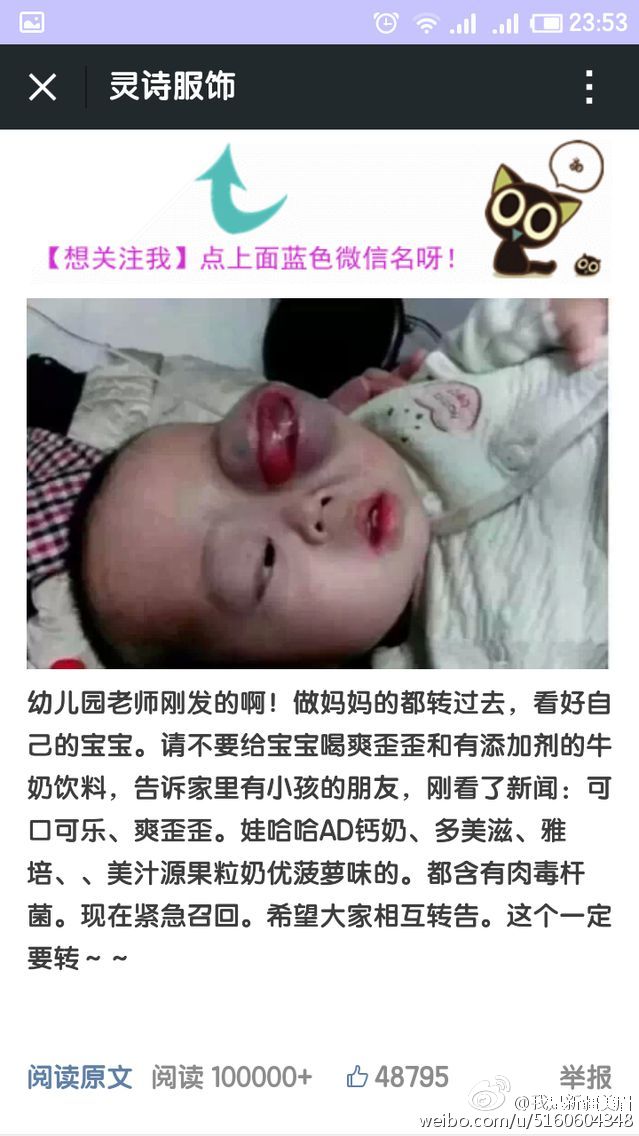 23:53
灵诗服饰
【想关注我】点上面蓝色微信名呀！
幼儿园老师刚发的啊！做妈妈的都转过去，看好自
己的宝宝。请不要给宝宝喝爽歪歪和有添加剂的牛
奶饮料，告诉家里有小孩的朋友，刚看了新闻：可
口可乐、爽歪歪。娃哈哈AD钙奶、多美滋、雅
培、、美汁源果粒奶优菠萝味的。都含有肉毒杆
菌。现在紧急召回。希望大家相互转告。这个一定
要转～～
阅读原文 阅读 100000+ 48795 举报
weibo.com/u/5160604348